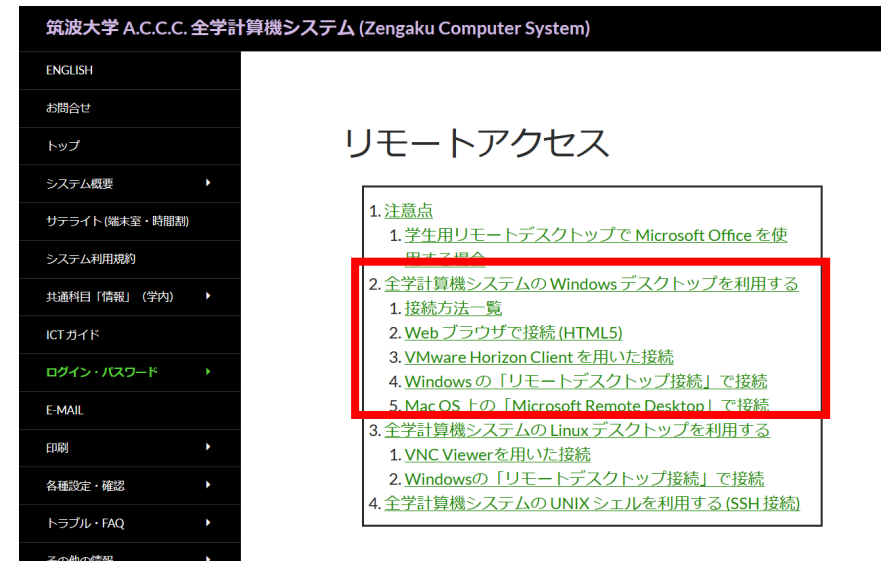 筑波大学 A.C.C.C. 全学計算機システム (Zengaku Computer System)
ENGLISH
お問合せ
トップ
システム概要
サテライト (端末室・時間割)
システム利用規約
共通科目「情報」（学内）
ICT ガイド
ログイン・パスワード
E-MAIL
印刷
各種設定・確認
トラブル・FAQ
その他の情報
リモートアクセス
1. 注意点
1. 学生用リモートデスクトップで Microsoft Office を使
用する場合
2. 全学計算機システムの Windows デスクトップを利用する
1. 接続方法一覧
2. Web ブラウザで接続 (HTML5)
3. VMware Horizon Client を用いた接続
4. Windows の「リモートデスクトップ接続」で接続
5. Mac OS 上の「Microsoft Remote Desktop」で接続
3. 全学計算機システムの Linux デスクトップを利用する
1. VNC Viewerを用いた接続
2. Windowsの「リモートデスクトップ接続」で接続
4. 全学計算機システムの UNIX シェルを利用する (SSH 接続)